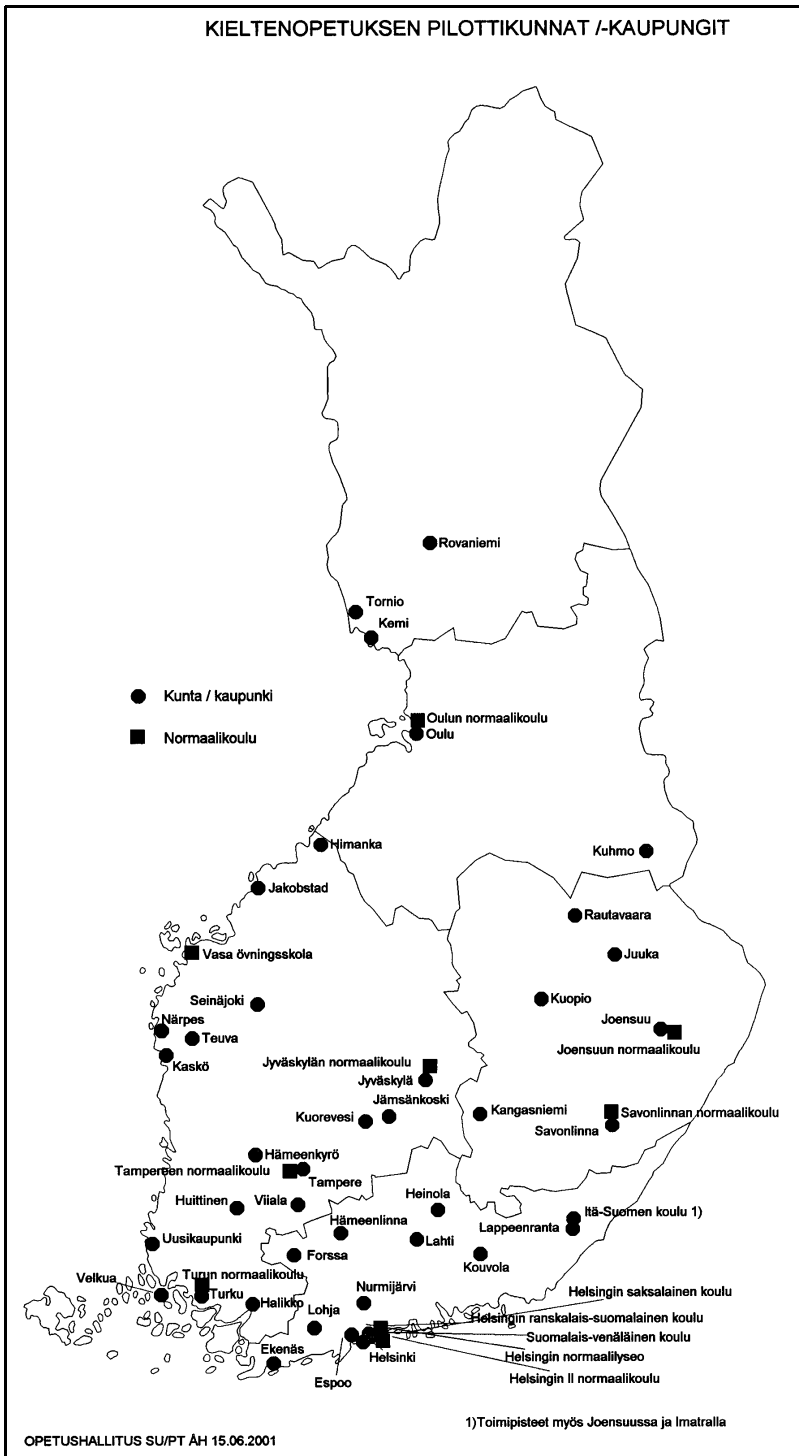 KIELTENOPETUKSEN PILOTTIKUNNAT /-KAUPUNGIT
Rovaniemi
Tornio
Kemi
Kunta / kaupunki
Normaalikoulu
Oulun normaalikoulu
Oulu
Himanka
Kuhmo
Jakobstad
Rautavaara
Vasa övningsskola
Juuka
Seinäjoki
Kuopio
Närpes
Teuva
Joensuu
Joensuun normaalikoulu
Kaskö
Jyväskylän normaalikoulu
Jyväskylä
Jämsänkoski
Kuorevesi
Kangasniemi
Savonlinnan normaalikoulu
Savonlinna
Hämeenkyrö
Tampereen normaalikoulu
Tampere
Huittinen
Viiala
Heinola
Hämeenlinna
Itä-Suomen koulu 1)
Lappeenranta
Uusikaupunki
Lahti
Forssa
Kouvola
Velkua
Turun normaalikoulu
Turku
Halikko
Nurmijärvi
Lohja
Helsingin saksalainen koulu
Helsingin ranskalais-suomalainen koulu
Suomalais-venäläinen koulu
Ekenäs
Helsinki
Helsingin normaalilyseo
Espoo
Helsingin II normaalikoulu
1)Toimipisteet myös Joensuussa ja Imatralla
OPETUSHALLITUS SU/PT ÅH 15.06.2001